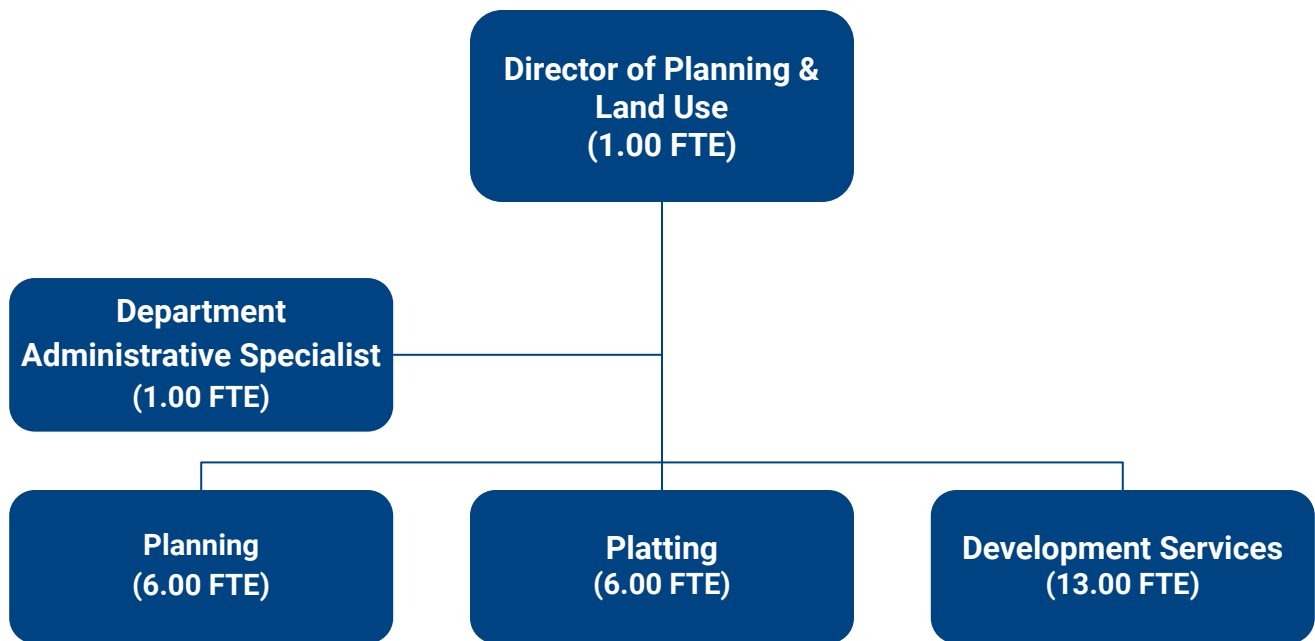 Director of Planning &
Land Use
(1.00 FTE)
Department
Administrative Specialist
(1.00 FTE)
Planning
(6.00 FTE)
Platting
(6.00 FTE)
Development Services
(13.00 FTE)